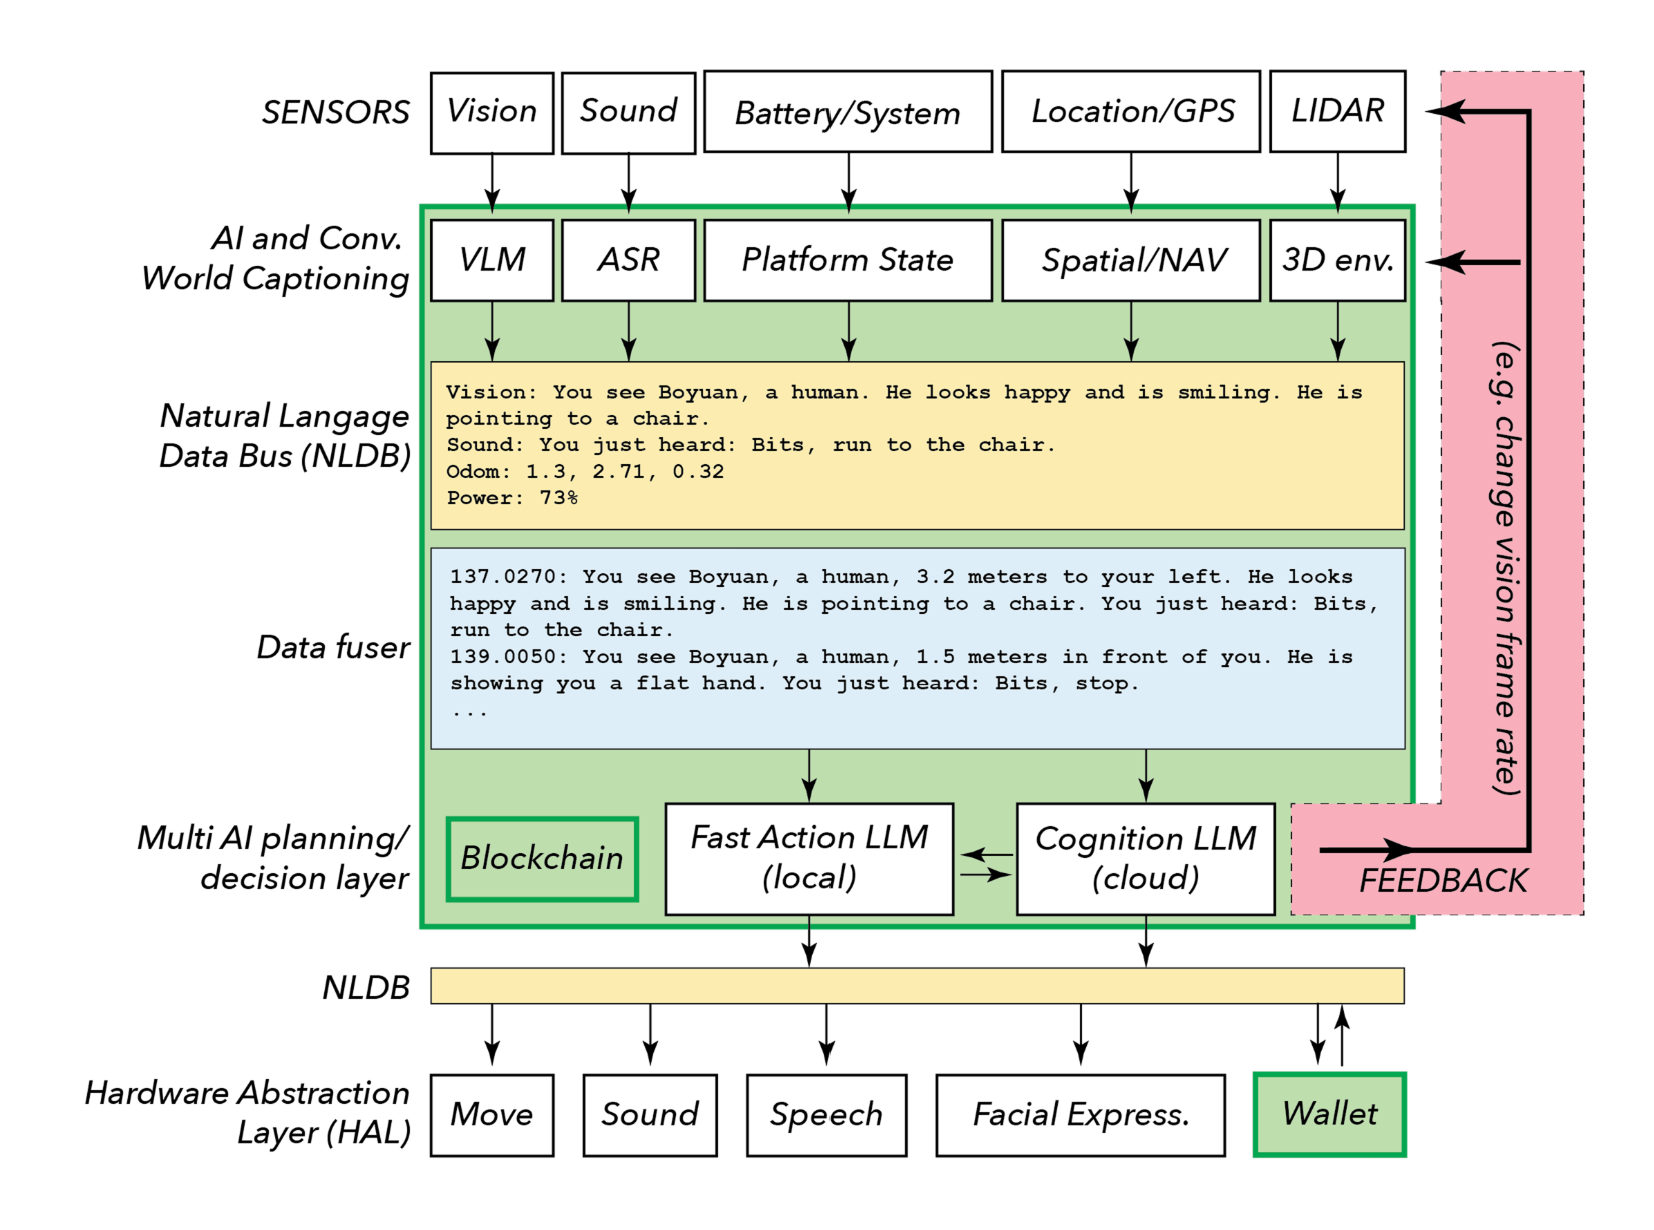 SENSORS
Vision
Sound
Battery/System
Location/GPS
LIDAR
AI and Conv.
World Captioning
VLM
ASR
Platform State
Spatial/NAV
3D env.
Natural Langage
Data Bus (NLDB)
Vision: You see Boyuan, a human. He looks happy and is smiling. He is
pointing to a chair.
Sound: You just heard: Bits, run to the chair.
Odom: 1.3, 2.71, 0.32
Power: 73%
Data fuser
137.0270: You see Boyuan, a human, 3.2 meters to your left. He looks
happy and is smiling. He is pointing to a chair. You just heard: Bits,
run to the chair.
139.0050: You see Boyuan, a human, 1.5 meters in front of you. He is
showing you a flat hand. You just heard: Bits, stop.
...
(e.g. change vision frame rate)
Multi AI planning/
decision layer
Blockchain
Fast Action LLM
(local)
Cognition LLM
(cloud)
FEEDBACK
NLDB
Hardware Abstraction
Layer (HAL)
Move
Sound
Speech
Facial Express.
Wallet